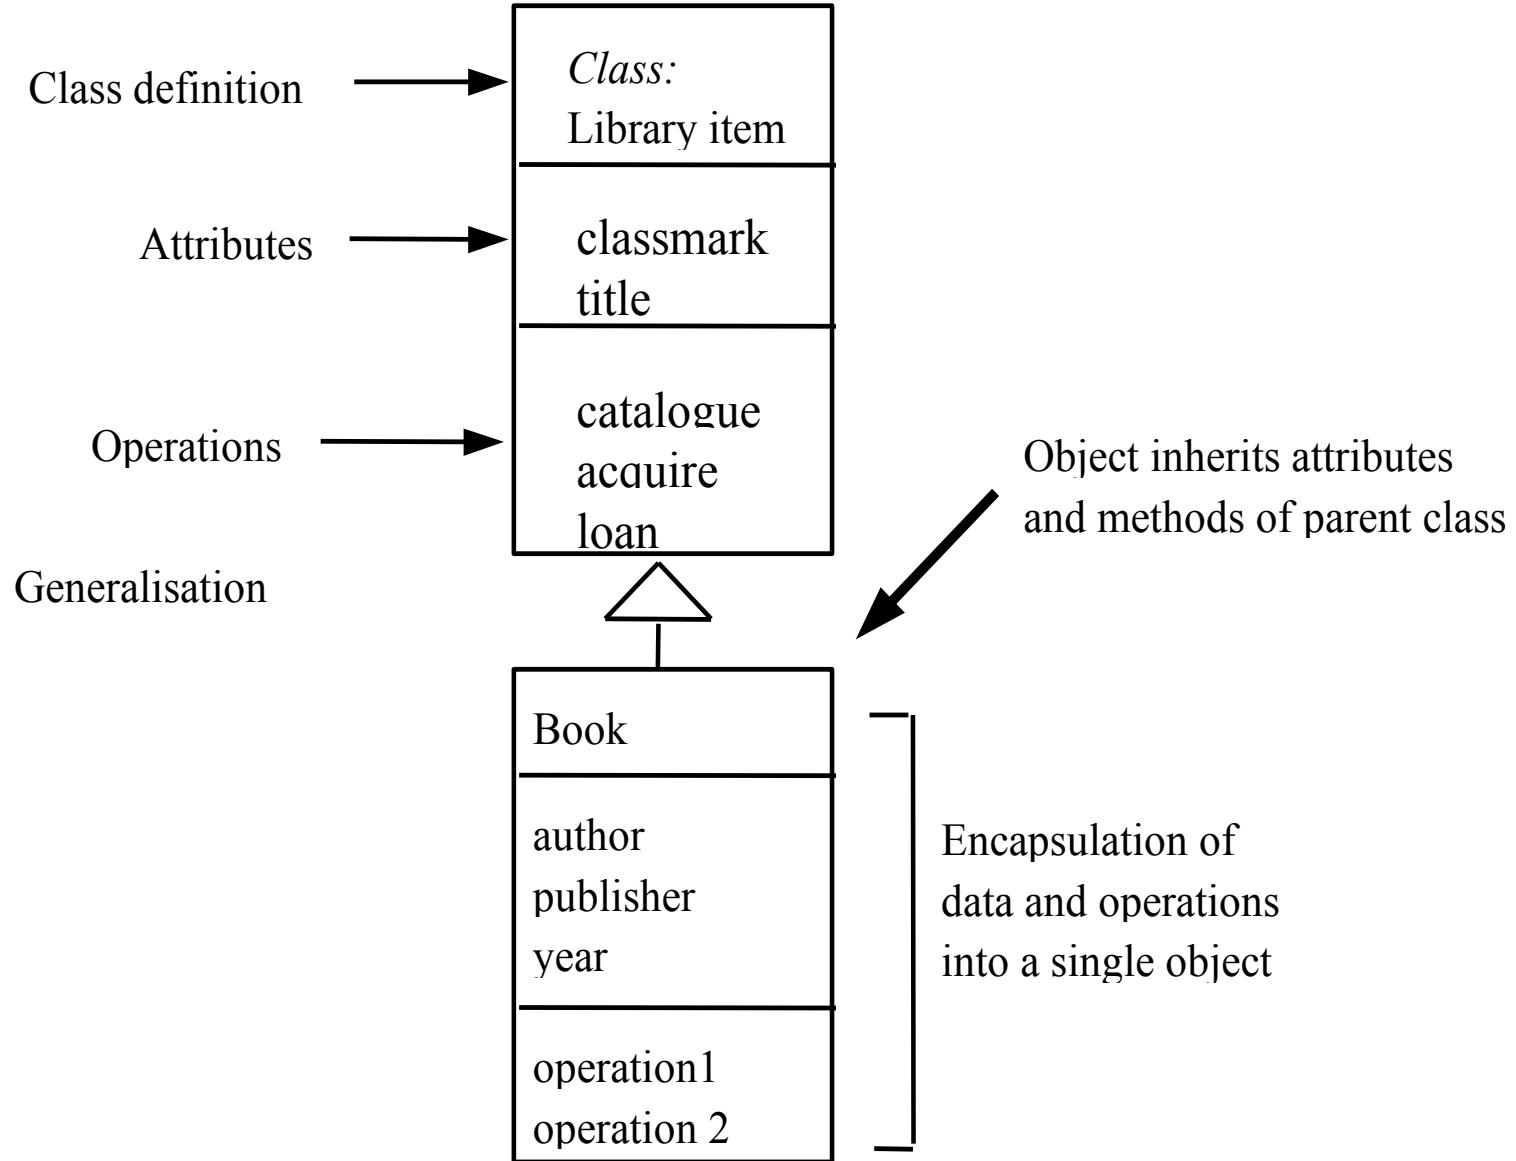 Class definition
Class:
Library item
Attributes
classmark
title
Operations
catalogue
acquire
loan
Object inherits attributes
and methods of parent class
Generalisation
Book
author
publisher
year
Encapsulation of
data and operations
into a single object
operation1
operation 2